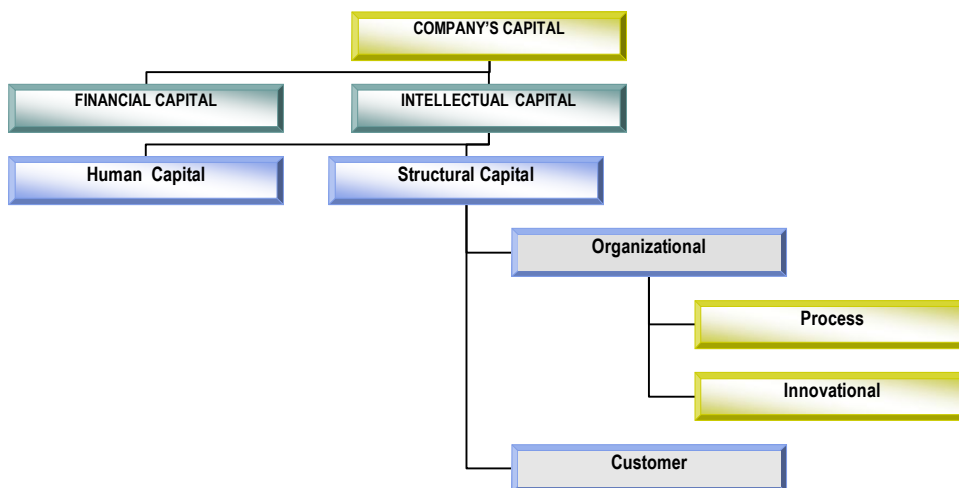 COMPANY'S CAPITAL
FINANCIAL CAPITAL
INTELLECTUAL CAPITAL
Human Capital
Structural Capital
Organizational
Process
Innovational
Customer